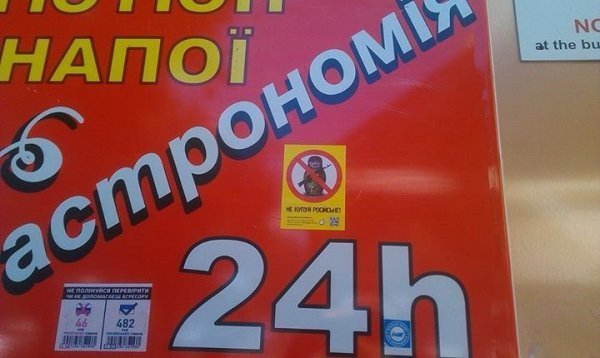 НАПОЇ
астрономія
NO
at the bu
НЕ КУПУЙ РОСІЙСЬКЕ!
24h
НЕ ПОЛІНУЙСЯ ПЕРЕВІРИТИ
ЧИ НЕ ДОПОМАГАЄШ АГРЕСОРУ
46 482